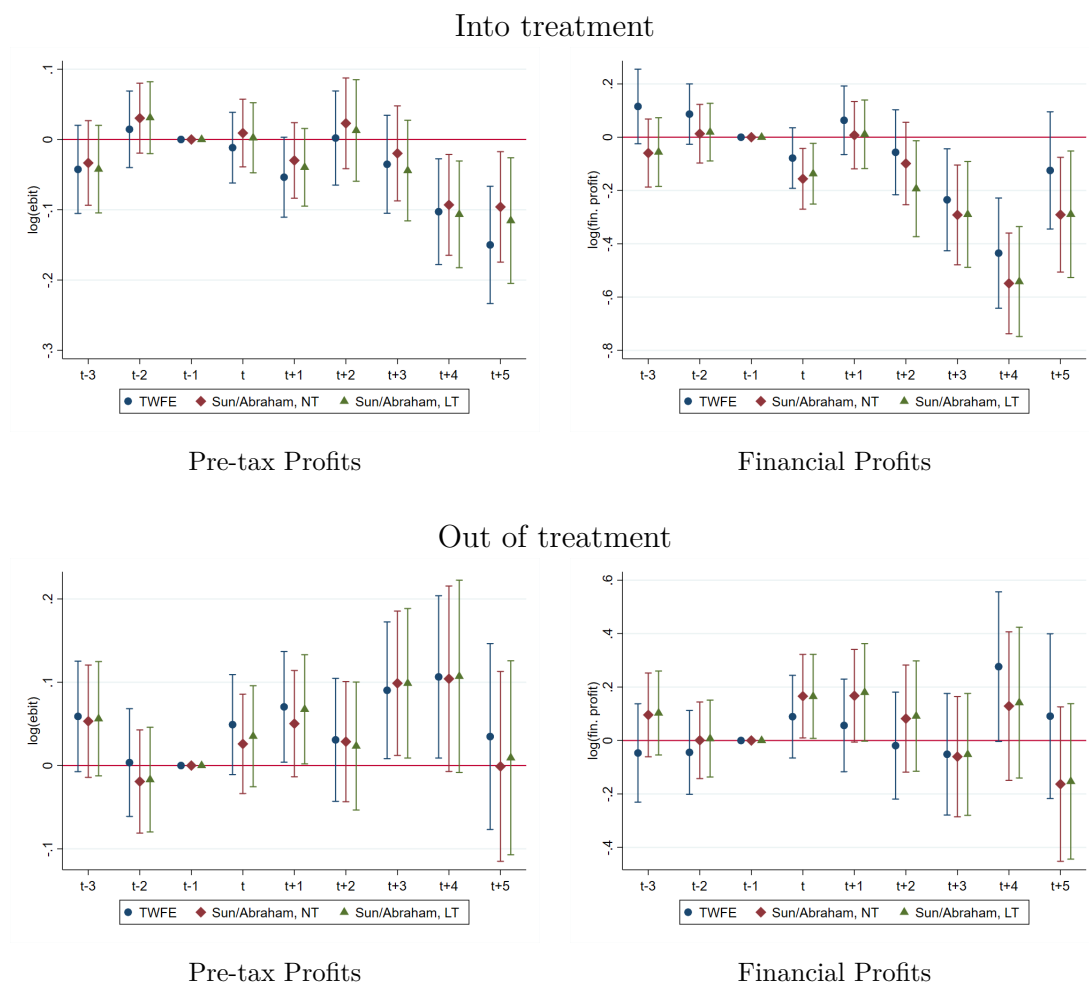 Into treatment
log(ebit)
.1
0
-.1
-.2
-.3
t-3 t-2 t-1 t t+1 t+2 t+3 t+4 t+5
TWFE Sun/Abraham, NT Sun/Abraham, LT
Pre-tax Profits
log(fin. profit)
.2
0
-.2
-.4
-.6
-.8
t-3 t-2 t-1 t t+1 t+2 t+3 t+4 t+5
TWFE Sun/Abraham, NT Sun/Abraham, LT
Financial Profits
Out of treatment
log(ebit)
.2
.1
0
-.1
t-3 t-2 t-1 t t+1 t+2 t+3 t+4 t+5
TWFE Sun/Abraham, NT Sun/Abraham, LT
Pre-tax Profits
log(fin. profit)
.6
.4
.2
0
-.2
-.4
t-3 t-2 t-1 t t+1 t+2 t+3 t+4 t+5
TWFE Sun/Abraham, NT Sun/Abraham, LT
Financial Profits